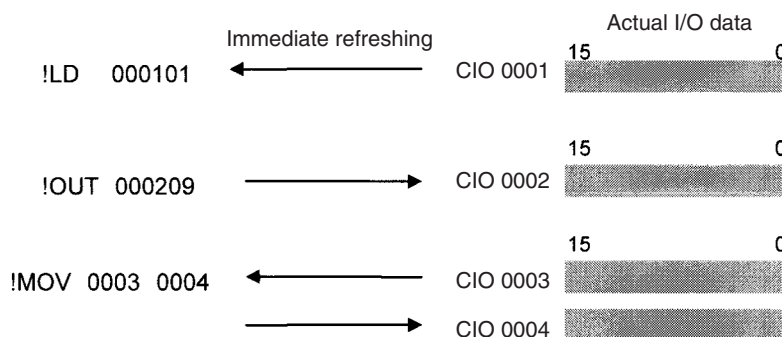 Immediate refreshing
Actual I/O data
15 0
!LD 000101 CIO 0001
15 0
!OUT 000209 CIO 0002
15 0
!MOV 0003 0004 CIO 0003
CIO 0004